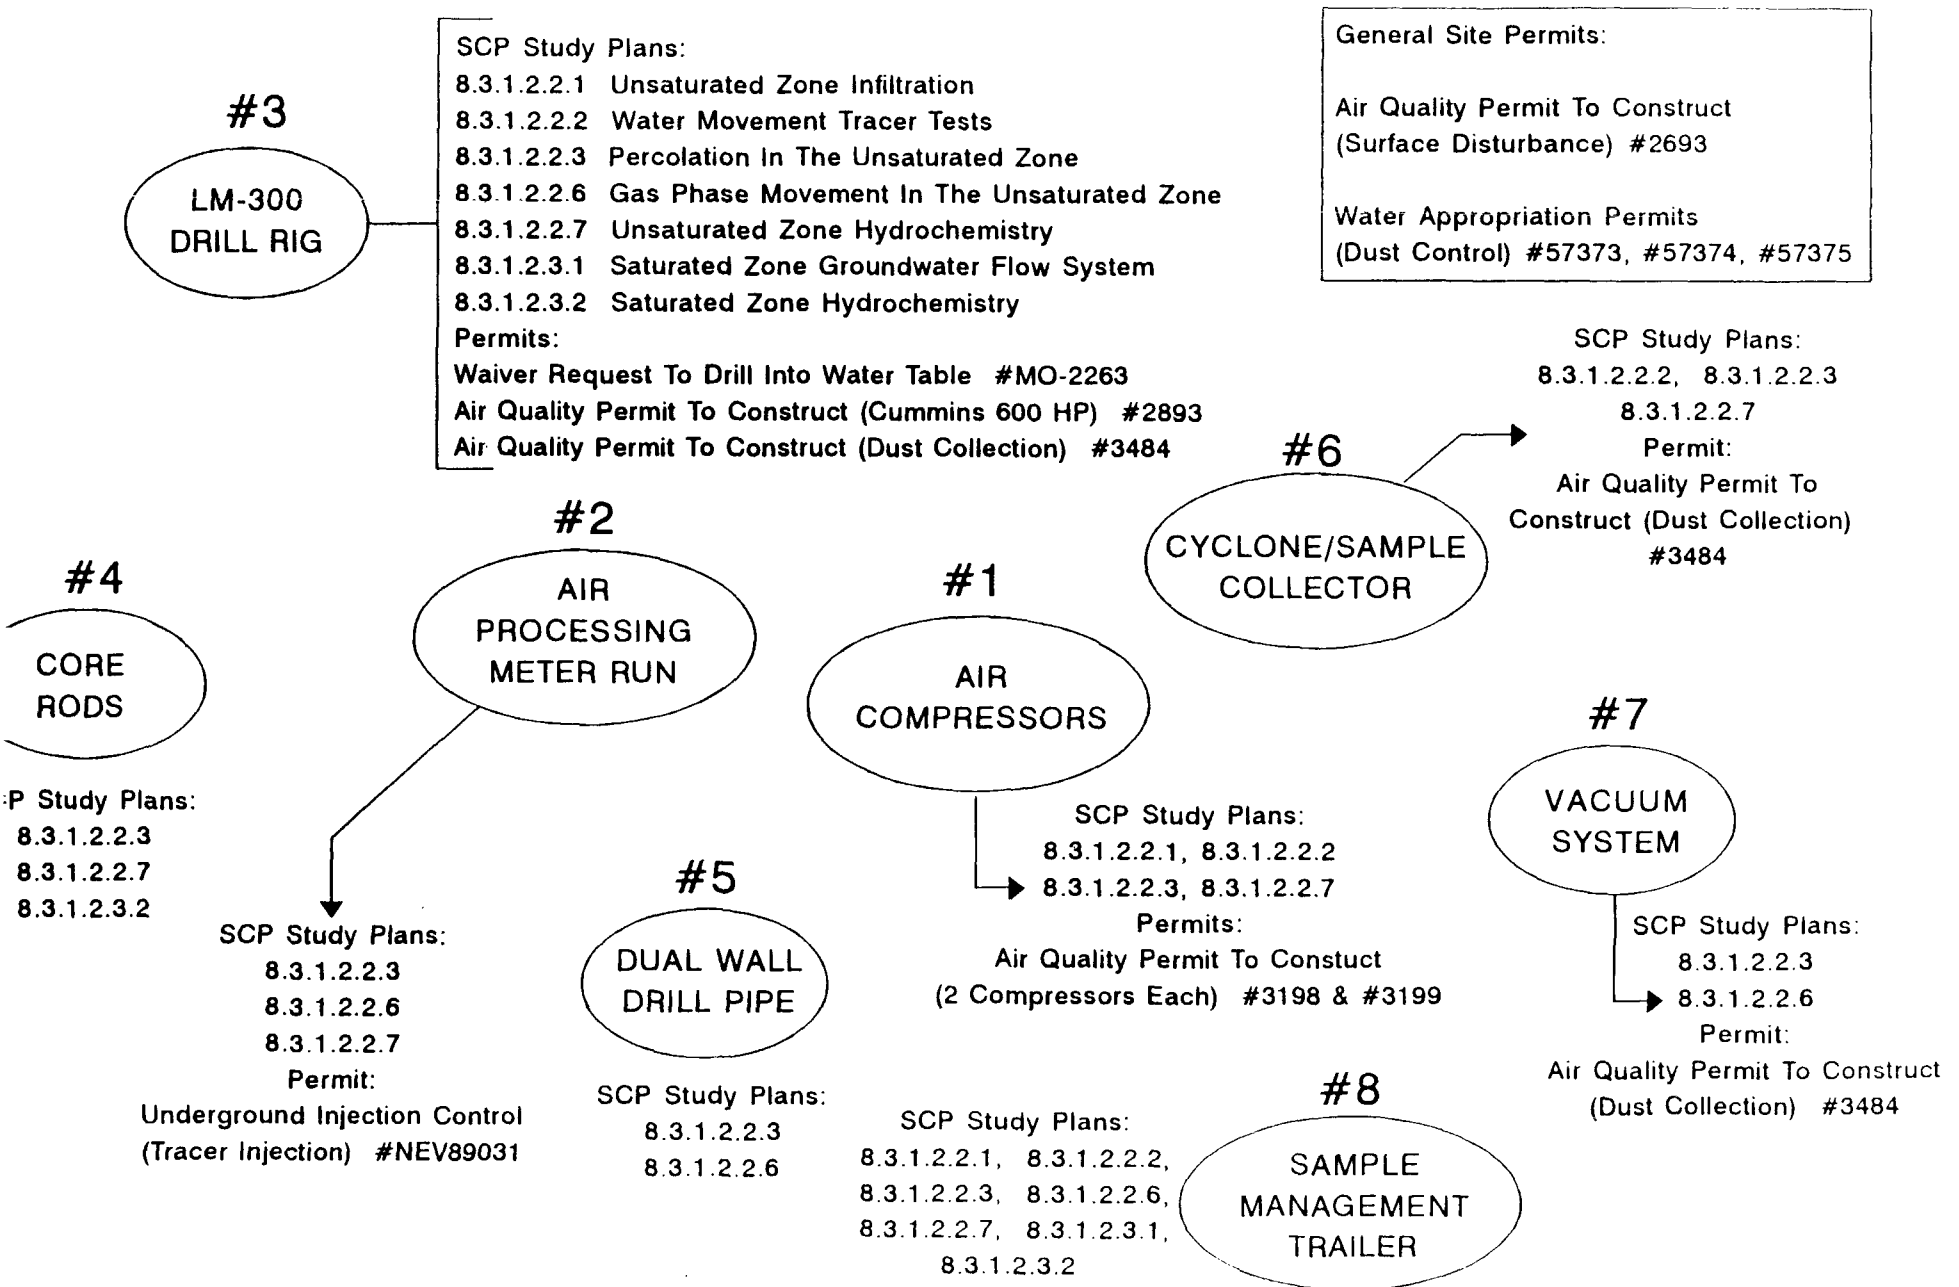 #3
LM-300
DRILL RIG
SCP Study Plans:
8.3.1.2.2.1 Unsaturated Zone Infiltration
8.3.1.2.2.2 Water Movement Tracer Tests
8.3.1.2.2.3 Percolation In The Unsaturated Zone
8.3.1.2.2.6 Gas Phase Movement In The Unsaturated Zone
8.3.1.2.2.7 Unsaturated Zone Hydrochemistry
8.3.1.2.3.1 Saturated Zone Groundwater Flow System
8.3.1.2.3.2 Saturated Zone Hydrochemistry
Permits:
Waiver Request To Drill Into Water Table #MO-2263
Air Quality Permit To Construct (Cummins 600 HP) #2893
Air Quality Permit To Construct (Dust Collection) #3484
General Site Permits:
Air Quality Permit To Construct
(Surface Disturbance) #2693
Water Appropriation Permits
(Dust Control) #57373, #57374, #57375
#6
CYCLONE/SAMPLE
COLLECTOR
SCP Study Plans:
8.3.1.2.2.2, 8.3.1.2.2.3
8.3.1.2.2.7
Permit:
Air Quality Permit To
Construct (Dust Collection)
#3484
#4
CORE
RODS
P Study Plans:
8.3.1.2.2.3
8.3.1.2.2.7
8.3.1.2.3.2
#2
AIR
PROCESSING
METER RUN
SCP Study Plans:
8.3.1.2.2.3
8.3.1.2.2.6
8.3.1.2.2.7
Permit:
Underground Injection Control
(Tracer Injection) #NEV89031
#1
AIR
COMPRESSORS
SCP Study Plans:
8.3.1.2.2.1, 8.3.1.2.2.2
8.3.1.2.2.3, 8.3.1.2.2.7
Permits:
Air Quality Permit To Constuct
(2 Compressors Each) #3198 & #3199
#7
VACUUM
SYSTEM
SCP Study Plans:
8.3.1.2.2.3
8.3.1.2.2.6
Permit:
Air Quality Permit To Construct
(Dust Collection) #3484
#5
DUAL WALL
DRILL PIPE
SCP Study Plans:
8.3.1.2.2.3
8.3.1.2.2.6
#8
SAMPLE
MANAGEMENT
TRAILER
SCP Study Plans:
8.3.1.2.2.1, 8.3.1.2.2.2,
8.3.1.2.2.3, 8.3.1.2.2.6,
8.3.1.2.2.7, 8.3.1.2.3.1,
8.3.1.2.3.2